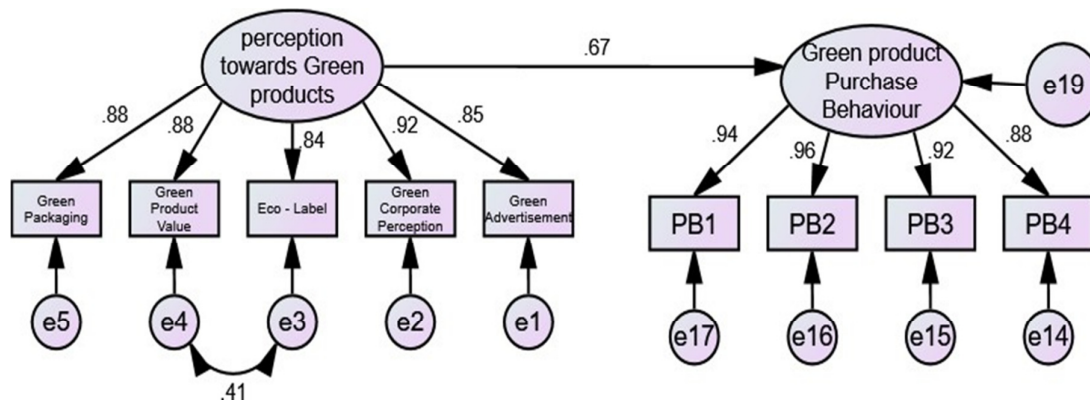 perception
towards Green
products
.67
Green product
Purchase
Behaviour
e19
.88
.88
.84
.92
.85
.94
.96
.92
.88
Green
Packaging
Green
Product
Value
Eco - Label
Green
Corporate
Perception
Green
Advertisement
PB1
PB2
PB3
PB4
e5
e4
e3
e2
e1
e17
e16
e15
e14
.41